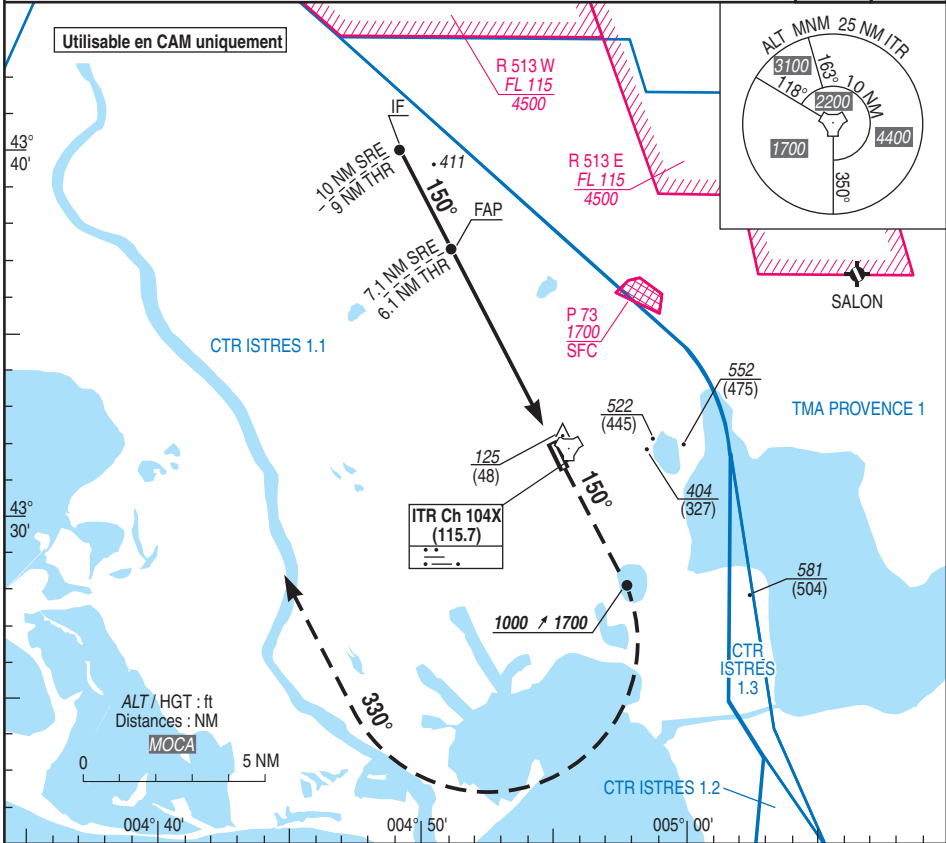 Utilisable en CAM uniquement
R 513 W
FL 115
4500
ALT MNM 25 NM ITR
3100
163°
118°
10 NM
2200
1700
4400
350°
IF
43°
40'
411
10 NM SRE
9 NM THR
150°
R 513 E
FL 115
4500
FAP
7.1 NM SRE
6.1 NM THR
SALON
P 73
1700
SFC
CTR ISTRES 1.1
552
(475)
TMA PROVENCE 1
522
(445)
125
(48)
404
(327)
150°
ITR Ch 104X
(115.7)
43°
30'
581
(504)
1000 ↗ 1700
CTR
ISTRES
1.3
330°
ALT / HGT : ft
Distances : NM
MOCA
0 5 NM
CTR ISTRES 1.2
004° 40'
004° 50'
005° 00'